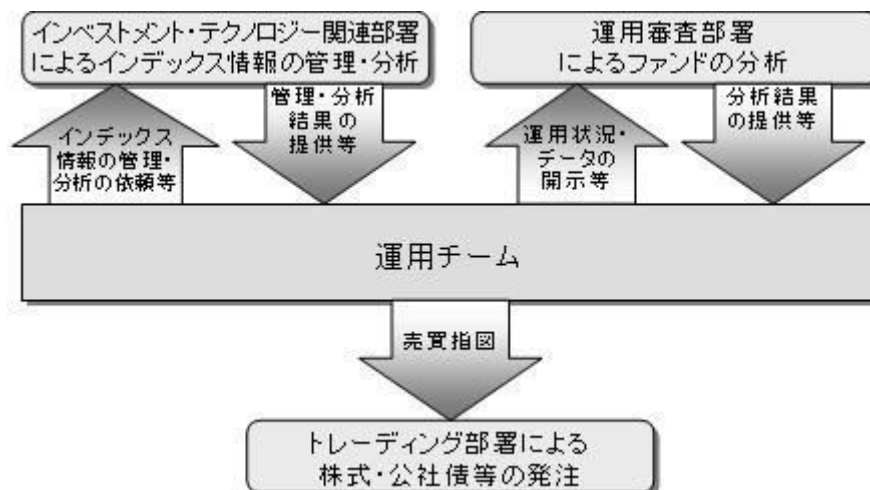 インベストメント・テクノロジー関連部署
によるインデックス情報の管理・分析
運用審査部署
によるファンドの分析
インデックス
情報の管理・
分析の依頼等
管理・分析
結果の
提供等
運用状況・
データの
開示等
分析結果
の提供等
運用チーム
売買指図
トレーディング部署による
株式・公社債等の発注